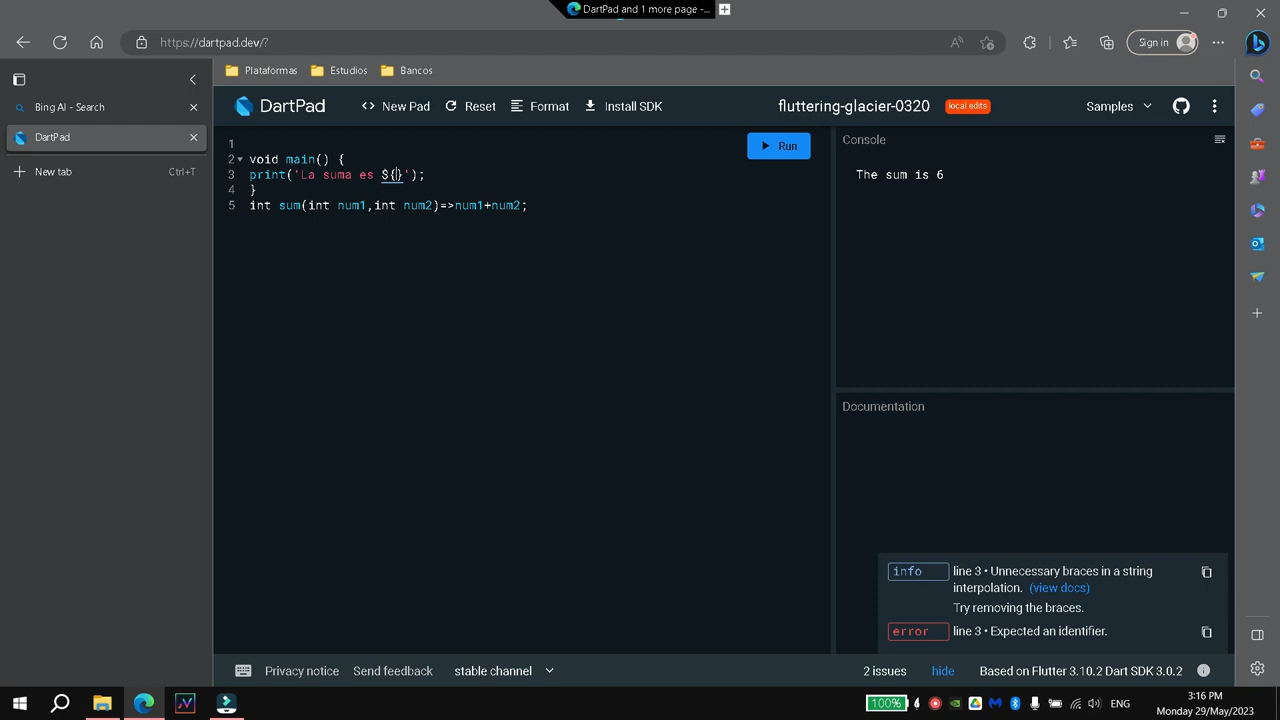 DartPad and 1 more page -...
https://dartpad.dev/?
Sign in
Plataformas
Estudios
Bancos
Bing AI - Search
DartPad
New tab
Ctrl+T
DartPad
New Pad
Reset
Format
Install SDK
fluttering-glacier-0320
local edits
Samples
Run
1
2 void main() {
3 print('La suma es ${}');
4 }
5 int sum(int num1,int num2)=>num1+num2;
Console
The sum is 6
Documentation
info line 3 • Unnecessary braces in a string
interpolation. (view docs)
Try removing the braces.
error line 3 • Expected an identifier.
Privacy notice
Send feedback
stable channel
2 issues
hide
Based on Flutter 3.10.2 Dart SDK 3.0.2
100%
ENG
3:16 PM
Monday 29/May/2023